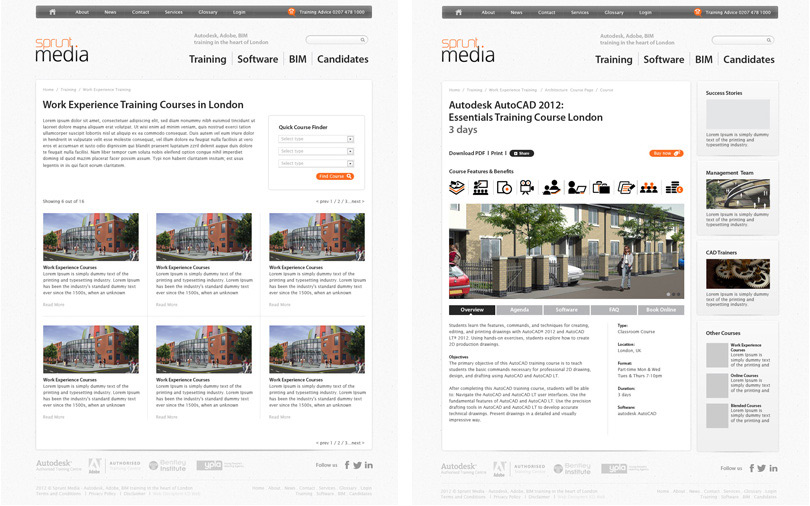 About News Contact Services Glossary Login Training Advice 0207 478 1000
sprunt
media
Autodesk, Adobe, BIM
training in the heart of London
Training Software BIM Candidates
Home / Training / Work Experience Training
Work Experience Training Courses in London
Lorem ipsum dolor sit amet, consectetuer adipiscing elit, sed diam nonummy nibh euismod tincidunt ut
laoreet dolore magna aliquam erat volutpat. Ut wisi enim ad minim veniam, quis nostrud exerci tation
ullamcorper suscipit lobortis nisl ut aliquip ex ea commodo consequat. Duis autem vel eum iriure dolor
in hendrerit in vulputate velit esse molestie consequat, vel illum dolore eu feugiat nulla facilisis at vero
eros et accumsan et iusto odio dignissim qui blandit praesent luptatum zzril delenit augue duis dolore
te feugait nulla facilisi. Nam liber tempor cum soluta nobis eleifend option congue nihil imperdiet
doming id quod mazim placerat facer possim assum. Typi non habent claritatem insitam, est usus
legentis in iis qui facit eorum claritatem
Quick Course Finder
Select type
Select type
Select type
Find Course
Showing 6 out of 16
< prev 1 / 2 / 3...next >
Work Experience Courses Work Experience Courses Work Experience Courses
Lorem Ipsum is simply dummy text of the Lorem Ipsum is simply dummy text of the Lorem Ipsum is simply dummy text of the
printing and typesetting industry. Lorem Ipsum printing and typesetting industry. Lorem Ipsum printing and typesetting industry. Lorem Ipsum
has been the industry's standard dummy text has been the industry's standard dummy text has been the industry's standard dummy text
ever since the 1500s, when an unknown ever since the 1500s, when an unknown ever since the 1500s, when an unknown
Read More Read More Read More
Work Experience Courses Work Experience Courses Work Experience Courses
Lorem Ipsum is simply dummy text of the Lorem Ipsum is simply dummy text of the Lorem Ipsum is simply dummy text of the
printing and typesetting industry. Lorem Ipsum printing and typesetting industry. Lorem Ipsum printing and typesetting industry. Lorem Ipsum
has been the industry's standard dummy text has been the industry's standard dummy text has been the industry's standard dummy text
ever since the 1500s, when an unknown ever since the 1500s, when an unknown ever since the 1500s, when an unknown
Read More Read More Read More
< prev 1 / 2 / 3...next >
Autodesk AUTHORISED Bentley Institute ypia
Follow us
2012 © Sprunt Media Autodesk, Adobe, BIM training in the heart of London
Terms and Conditions | Privacy Policy | Disclaimer |
Home About News Contact Services Glossary Login
Training Software BIM Candidates
About News Contact Services Glossary Login Training Advice 0207 478 1000
sprunt
media
Autodesk, Adobe, BIM
training in the heart of London
Training Software BIM Candidates
Home / Training / Work Experience Training / Architecture Course Page / Course
Autodesk AutoCAD 2012:
Essentials Training Course London
3 days
Download PDF | Print | Share
Buy now
Course Features & Benefits
Overview Agenda Software FAQ Book Online
Students learn the features, commands, and techniques for creating,
editing, and printing drawings with AutoCAD® 2012 and AutoCAD
LT® 2012. Using hands-on exercises, students explore how to create
2D production drawings.
Objectives
The primary objective of this AutoCAD training course is to teach
students the basic commands necessary for professional 2D drawing,
design, and drafting using AutoCAD and AutoCAD LT.
After completing this AutoCAD training course, students will be able
to: Navigate the AutoCAD and AutoCAD LT user interfaces. Use the
fundamental features of AutoCAD and AutoCAD LT. Use the precision
drafting tools in AutoCAD and AutoCAD LT to develop accurate
technical drawings. Present drawings in a detailed and visually
impressive way.
Type:
Classroom Course
Location:
London, UK
Format:
Part-time Mon & Wed
Tues & Thurs 7-10pm
Duration:
3 days
Software:
autodesk AutoCAD
Success Stories
Lorem Ipsum is simply dummy
text of the printing and
typesetting industry.
Management Team
Lorem Ipsum is simply dummy
text of the printing and
typesetting industry.
CAD Trainers
Lorem Ipsum is simply dummy
text of the printing and
typesetting industry.
Other Courses
Work Experience
Courses
Lorem Ipsum is
simply dummy text
of the printing and
Online Courses
Lorem Ipsum is
simply dummy text
of the printing and
Blended Courses
Lorem Ipsum is
simply dummy text
of the printing and
Autodesk AUTHORISED Bentley Institute ypia
Follow us
2012 © Sprunt Media Autodesk, Adobe, BIM training in the heart of London
Terms and Conditions | Privacy Policy | Disclaimer |
Home About News Contact Services Glossary Login
Training Software BIM Candidates